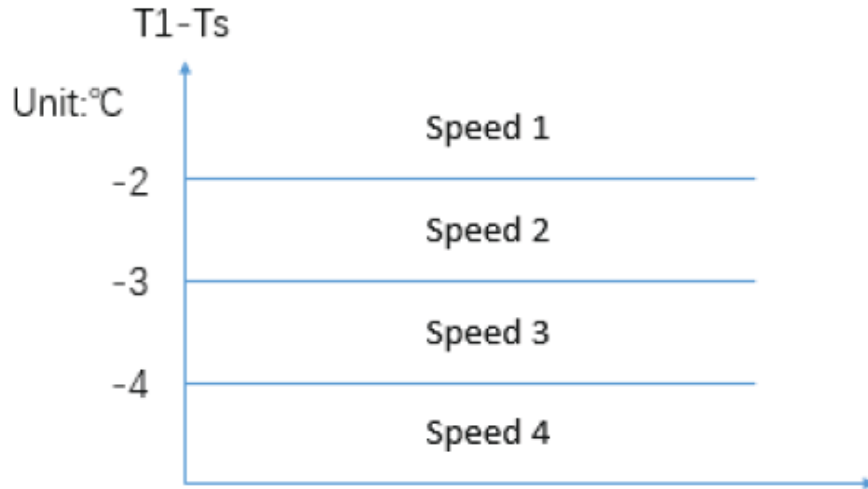 T1-Ts
Unit:℃
Speed 1
-2
Speed 2
-3
Speed 3
-4
Speed 4